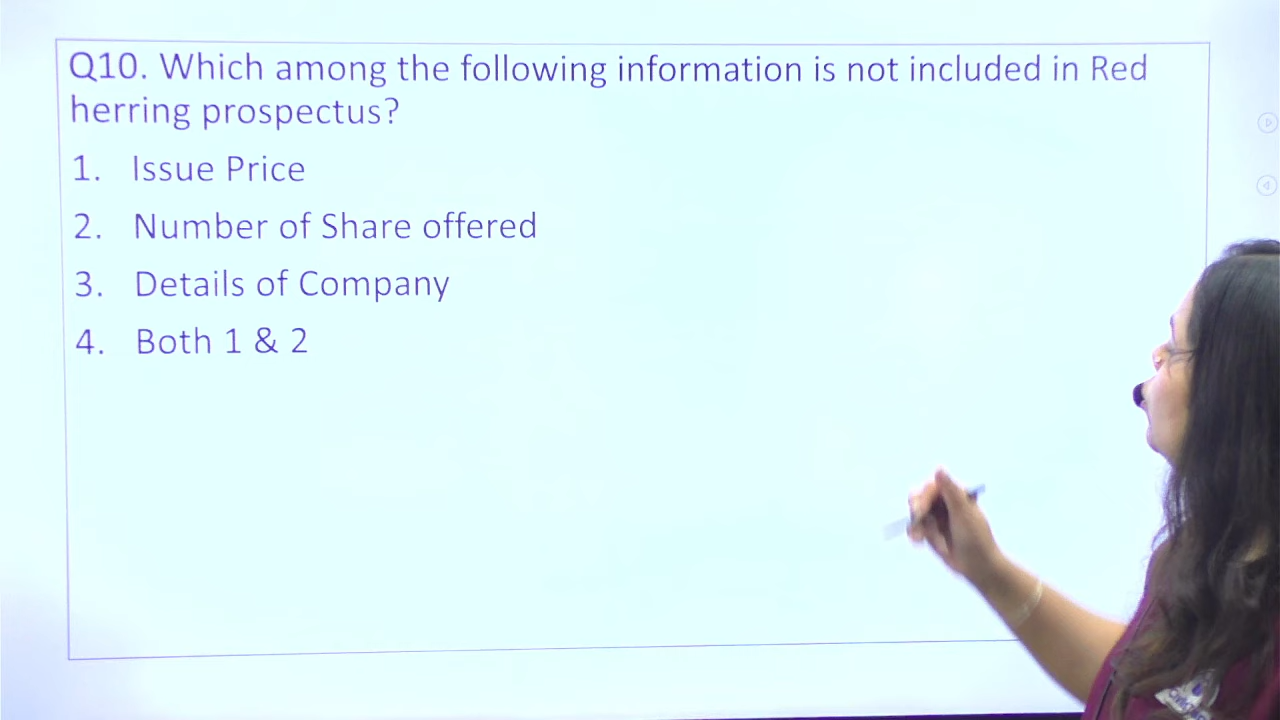 Q10. Which among the following information is not included in Red
herring prospectus?
1. Issue Price
2. Number of Share offered
3. Details of Company
4. Both 1 & 2